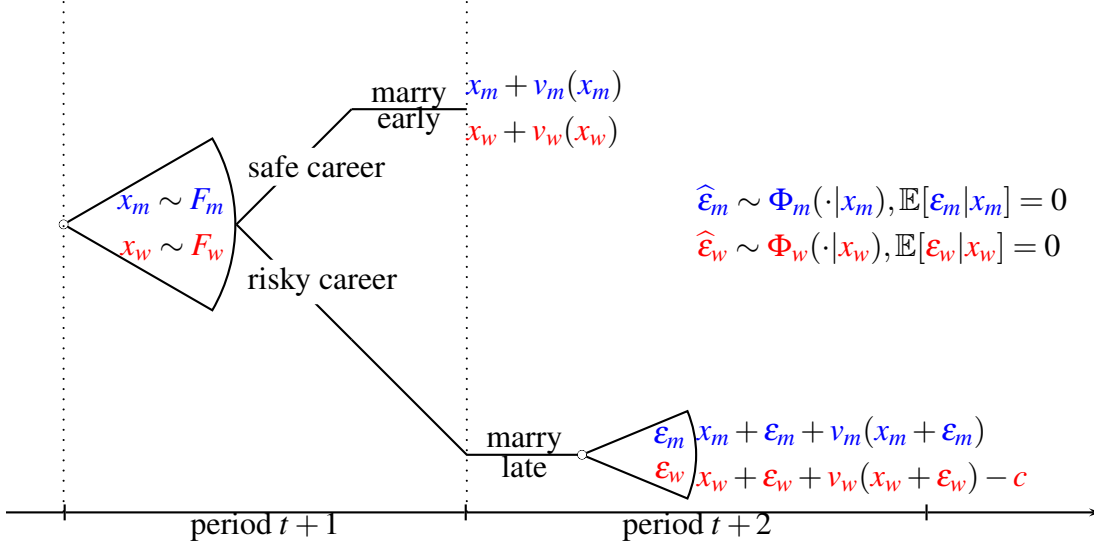 marry
early
x_m + v_m(x_m)
x_w + v_w(x_w)
safe career
x_m ∼ F_m
x_w ∼ F_w
ε̂_m ∼ Φ_m(·|x_m), 𝔼[ε_m|x_m] = 0
ε̂_w ∼ Φ_w(·|x_w), 𝔼[ε_w|x_w] = 0
risky career
marry
late
ε_m
ε_w
x_m + ε_m + v_m(x_m + ε_m)
x_w + ε_w + v_w(x_w + ε_w) − c
period t + 1
period t + 2